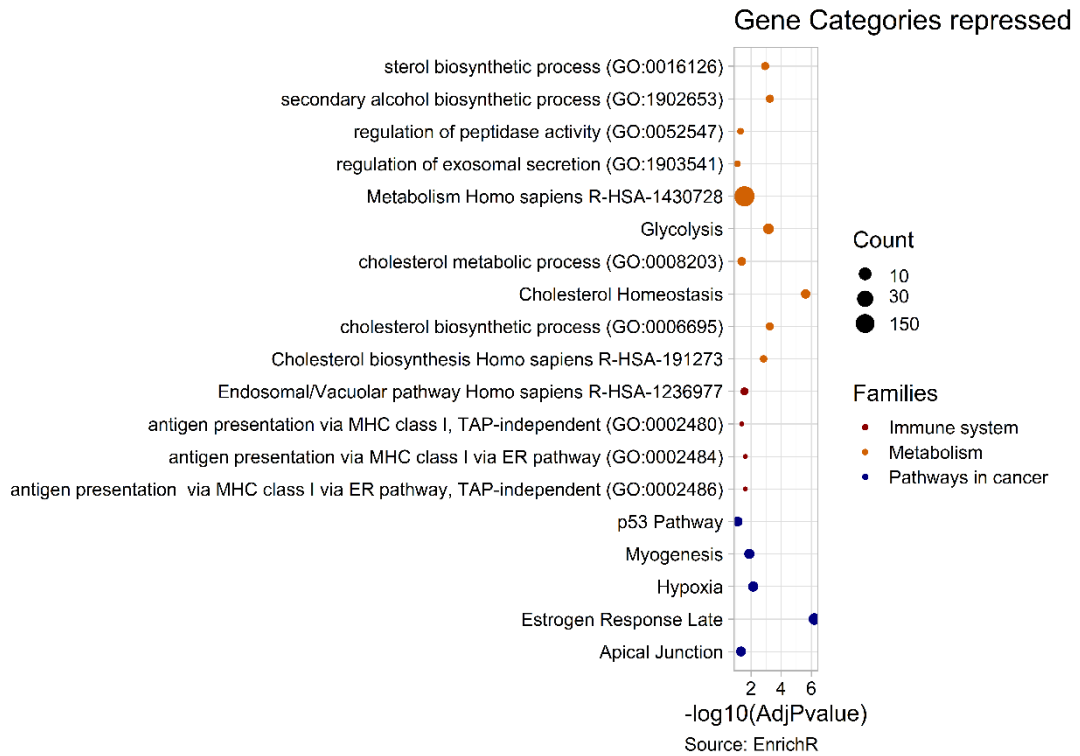 Gene Categories repressed
sterol biosynthetic process (GO:0016126)
secondary alcohol biosynthetic process (GO:1902653)
regulation of peptidase activity (GO:0052547)
regulation of exosomal secretion (GO:1903541)
Metabolism Homo sapiens R-HSA-1430728
Glycolysis
cholesterol metabolic process (GO:0008203)
Cholesterol Homeostasis
cholesterol biosynthetic process (GO:0006695)
Cholesterol biosynthesis Homo sapiens R-HSA-191273
Endosomal/Vacuolar pathway Homo sapiens R-HSA-1236977
antigen presentation via MHC class I, TAP-independent (GO:0002480)
antigen presentation via MHC class I via ER pathway (GO:0002484)
antigen presentation via MHC class I via ER pathway, TAP-independent (GO:0002486)
p53 Pathway
Myogenesis
Hypoxia
Estrogen Response Late
Apical Junction
2 4 6
-log10(AdjPvalue)
Source: EnrichR
Count
10
30
150
Families
Immune system
Metabolism
Pathways in cancer